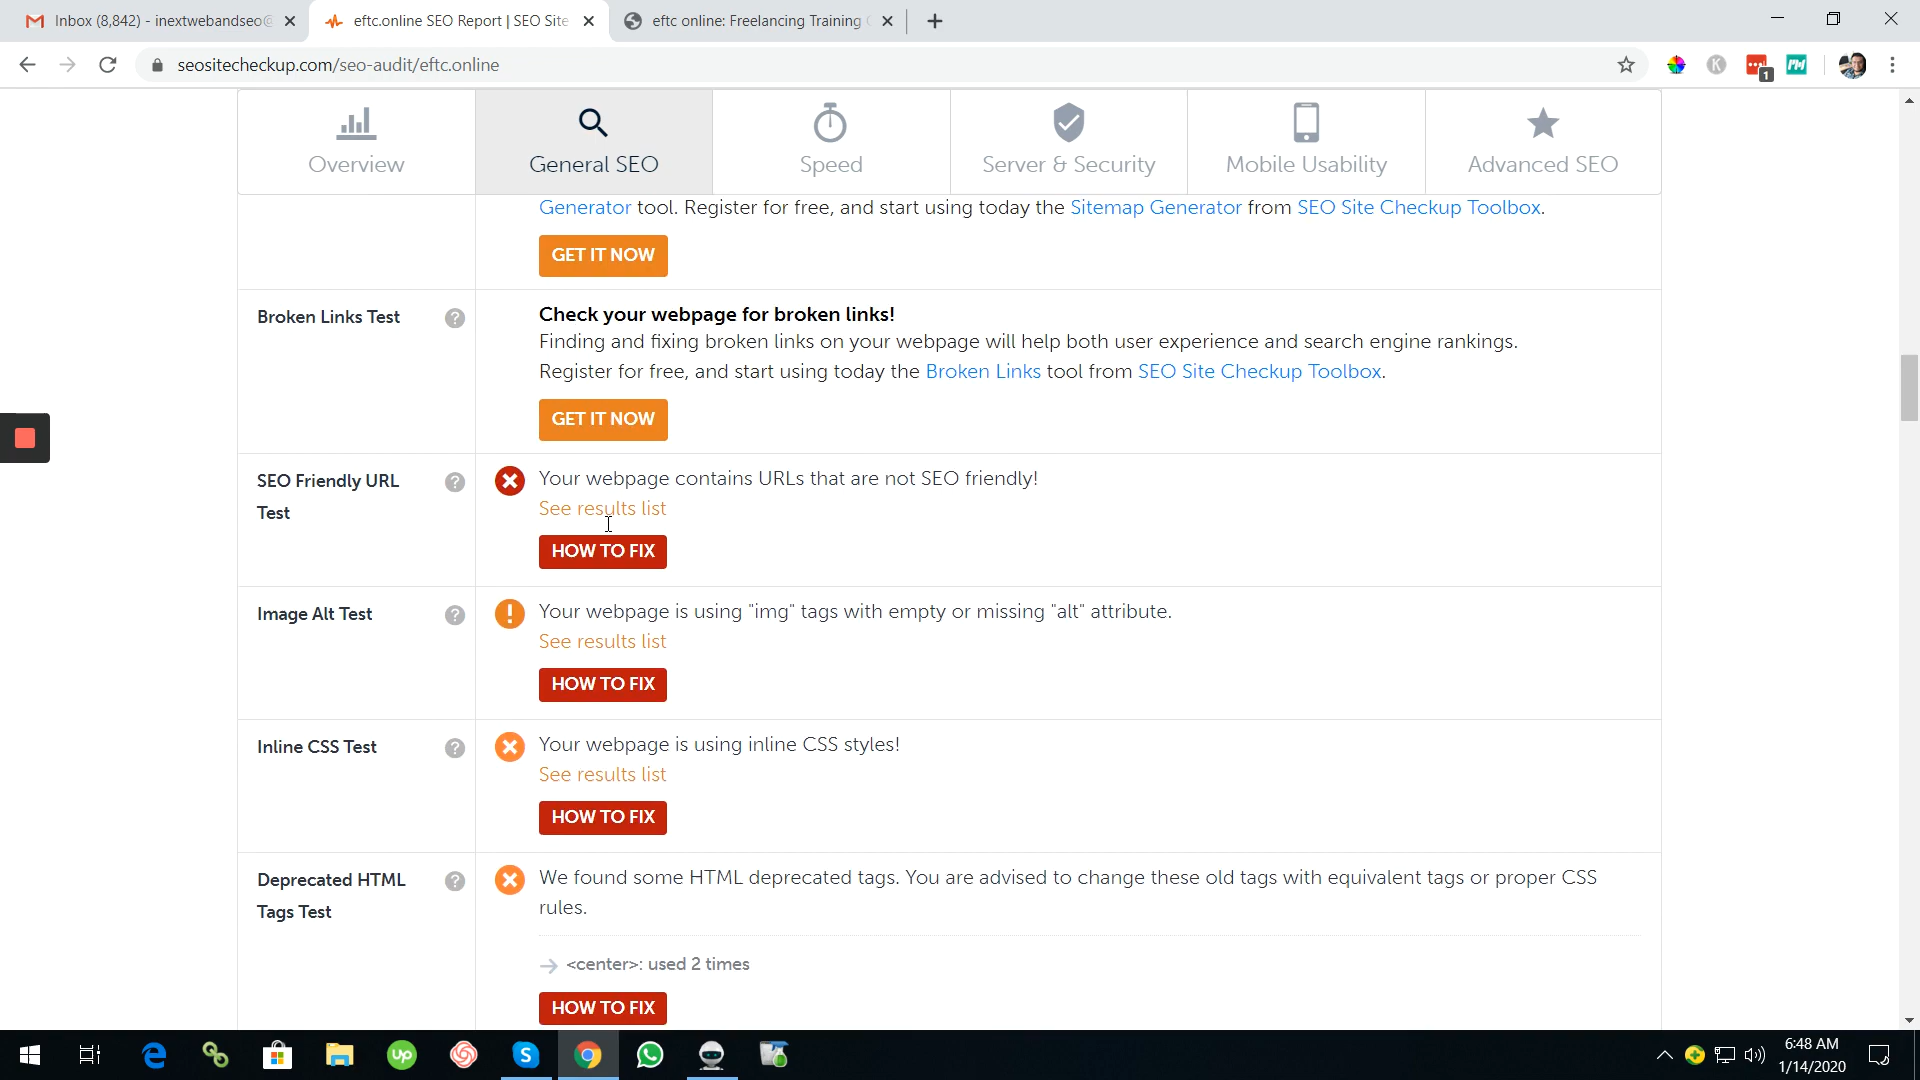 Inbox (8,842) - inextwebandseo@
eftc.online SEO Report | SEO Site
eftc online: Freelancing Training
seositecheckup.com/seo-audit/eftc.online
K
1
Overview
General SEO
Speed
Server & Security
Mobile Usability
Advanced SEO
Generator tool. Register for free, and start using today the Sitemap Generator from SEO Site Checkup Toolbox.
GET IT NOW
Broken Links Test
?
Check your webpage for broken links!
Finding and fixing broken links on your webpage will help both user experience and search engine rankings.
Register for free, and start using today the Broken Links tool from SEO Site Checkup Toolbox.
GET IT NOW
SEO Friendly URL
Test
?
Your webpage contains URLs that are not SEO friendly!
See results list
HOW TO FIX
Image Alt Test
?
Your webpage is using "img" tags with empty or missing "alt" attribute.
See results list
HOW TO FIX
Inline CSS Test
?
Your webpage is using inline CSS styles!
See results list
HOW TO FIX
Deprecated HTML
Tags Test
?
We found some HTML deprecated tags. You are advised to change these old tags with equivalent tags or proper CSS
rules.
<center>: used 2 times
HOW TO FIX
up
S
6:48 AM
1/14/2020